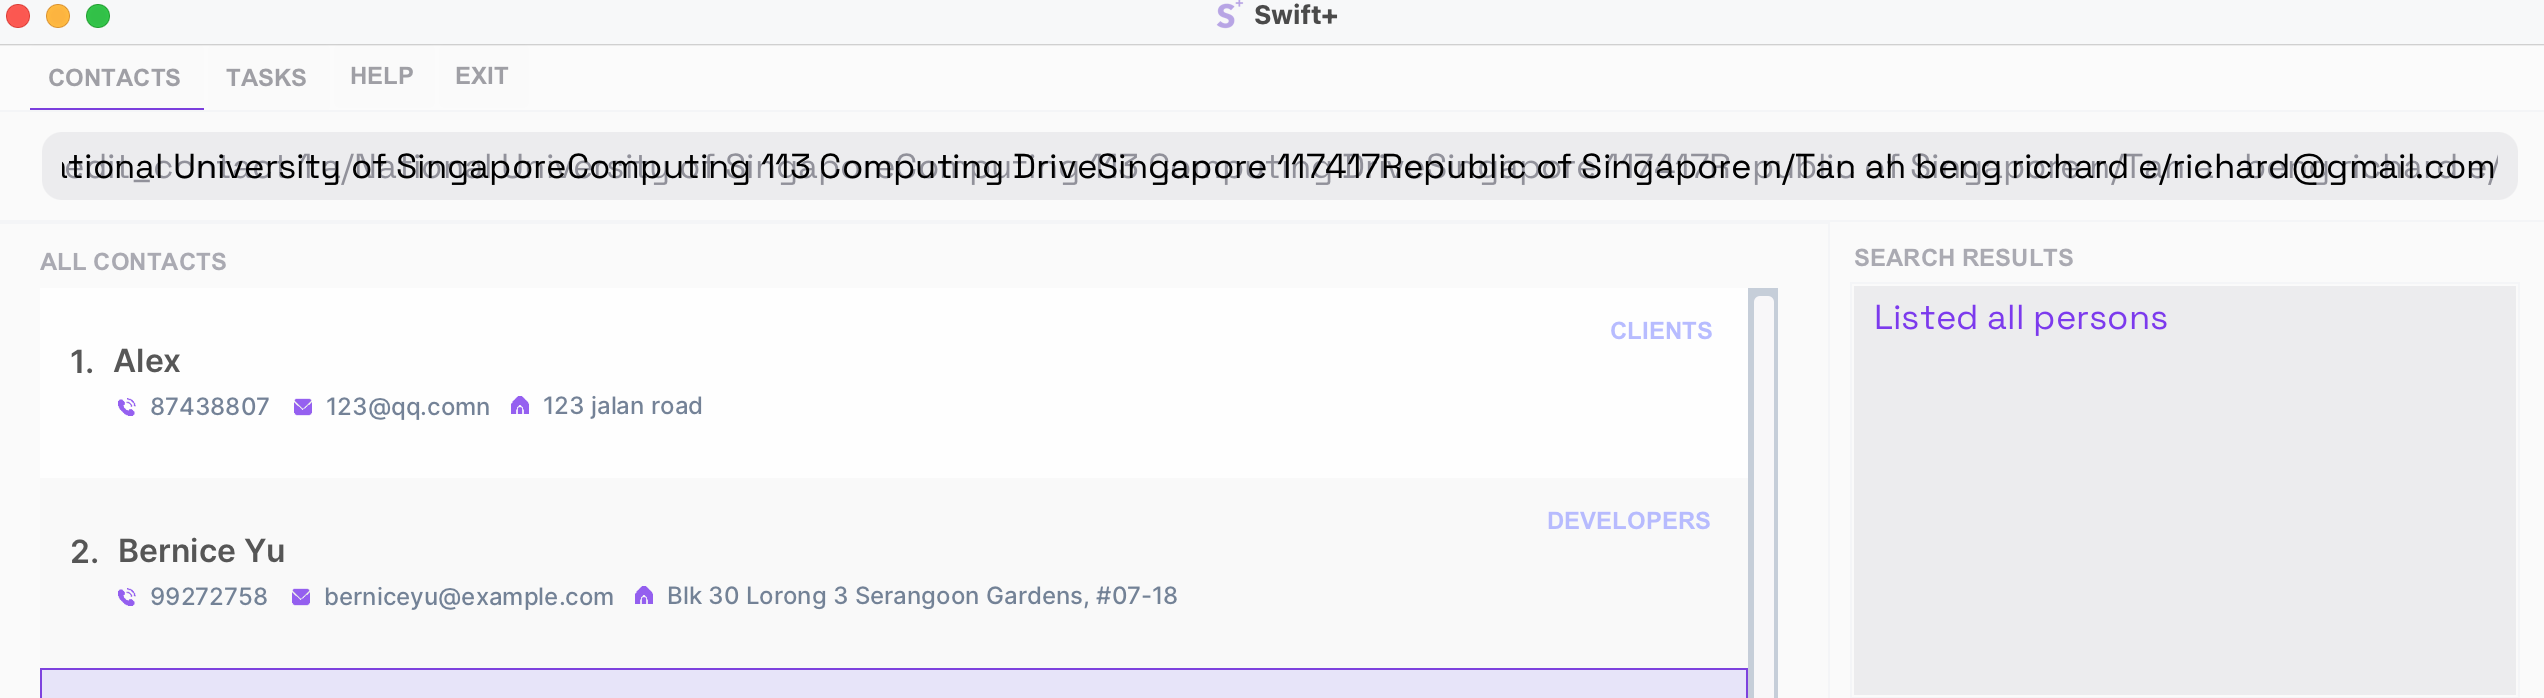 Swift+
CONTACTS TASKS HELP EXIT
tional University of SingaporeComputing 113 Computing DriveSingapore 117417Republic of Singapore n/Tan ah beng richard e/richard@gmail.com
ALL CONTACTS
SEARCH RESULTS
Listed all persons
CLIENTS
1. Alex
87438807 123@qq.comn 123 jalan road
DEVELOPERS
2. Bernice Yu
99272758 berniceyu@example.com Blk 30 Lorong 3 Serangoon Gardens, #07-18